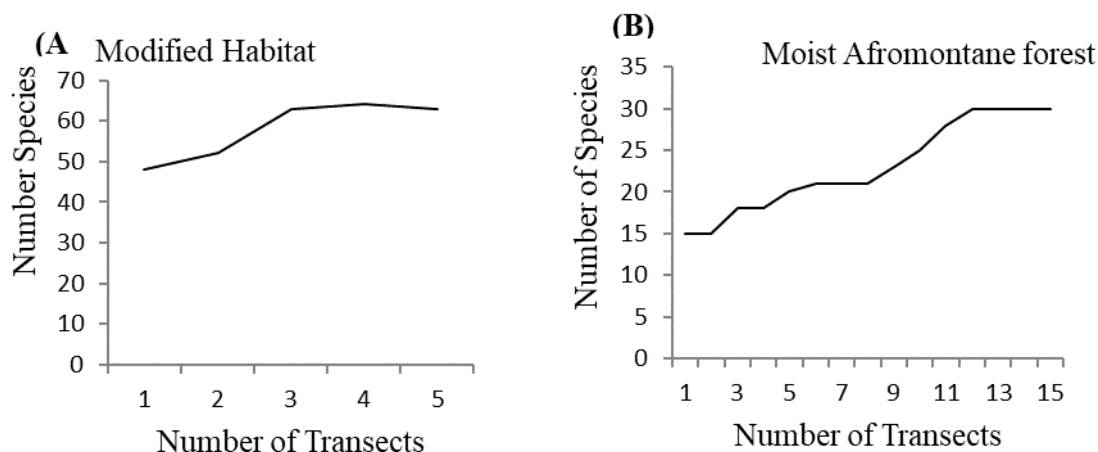 (A
Modified Habitat
Number Species
70
60
50
40
30
20
10
0
1 2 3 4 5
Number of Transects
(B)
Moist Afromontane forest
Number of Species
35
30
25
20
15
10
5
0
1 3 5 7 9 11 13 15
Number of Transects